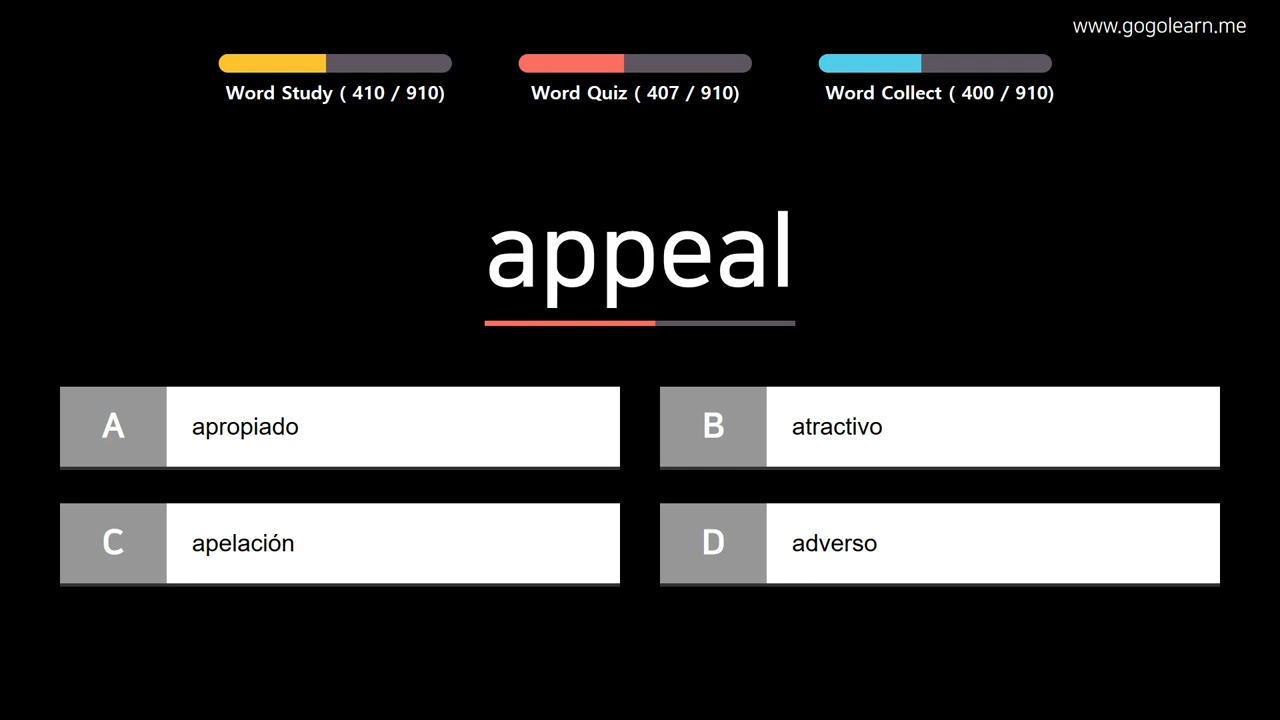 www.gogolearn.me
Word Study ( 410 / 910)
Word Quiz ( 407 / 910)
Word Collect ( 400 / 910)
appeal
A apropiado
B atractivo
C apelación
D adverso